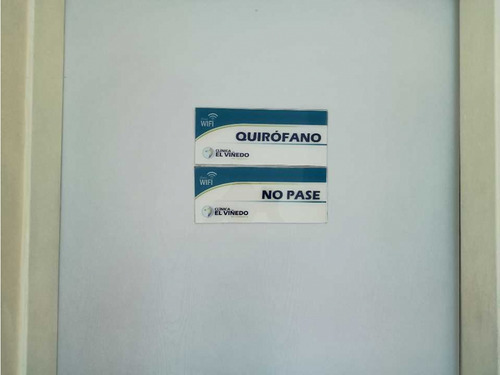 WIFI
QUIRÓFANO
CLÍNICA
EL VIÑEDO
WIFI
NO PASE
CLÍNICA
EL VIÑEDO